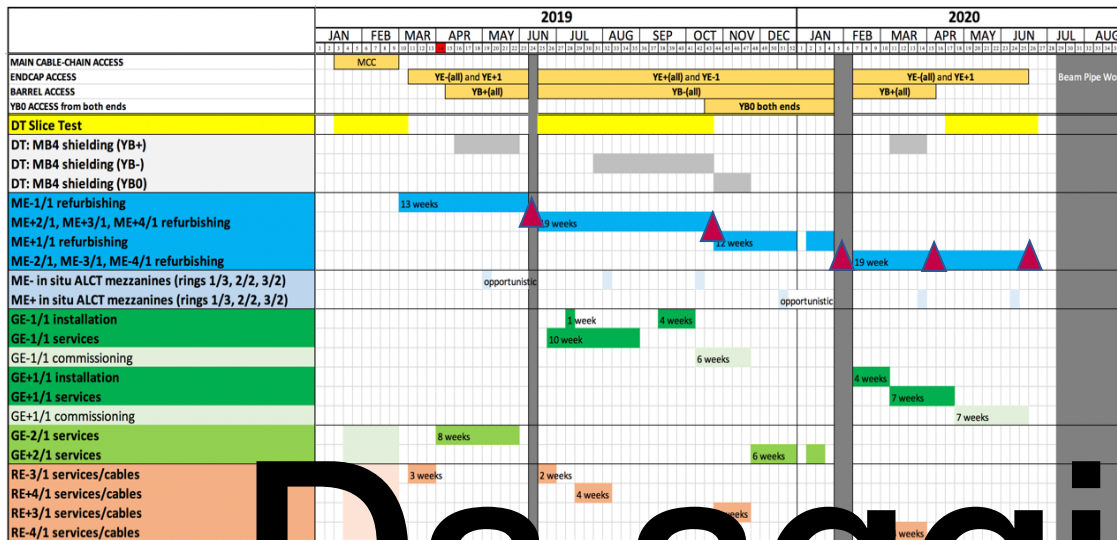 2019 2020
JAN FEB MAR APR MAY JUN JUL AUG SEP OCT NOV DEC JAN FEB MAR APR MAY JUN JUL AUG
MAIN CABLE-CHAIN ACCESS MCC
ENDCAP ACCESS YE-(all) and YE+1 YE+(all) and YE-1 YE-(all) and YE+1 Beam Pipe Wo
BARREL ACCESS YB+(all) YB-(all) YB+(all)
YB0 ACCESS from both ends YB0 both ends
DT Slice Test
DT: MB4 shielding (YB+)
DT: MB4 shielding (YB-)
DT: MB4 shielding (YB0)
ME-1/1 refurbishing 13 weeks
ME+2/1, ME+3/1, ME+4/1 refurbishing 19 weeks
ME+1/1 refurbishing 12 weeks
ME-2/1, ME-3/1, ME-4/1 refurbishing 19 week
ME- in situ ALCT mezzanines (rings 1/3, 2/2, 3/2) opportunistic
ME+ in situ ALCT mezzanines (rings 1/3, 2/2, 3/2) opportunistic
GE-1/1 installation 1 week 4 weeks
GE-1/1 services 10 week
GE-1/1 commissioning 6 weeks
GE+1/1 installation 4 weeks
GE+1/1 services 7 weeks
GE+1/1 commissioning 7 weeks
GE-2/1 services 8 weeks
GE+2/1 services 6 weeks
RE-3/1 services/cables 3 weeks 2 weeks
RE+4/1 services/cables 4 weeks
RE+3/1 services/cables weeks
RE-4/1 services/cables weeks